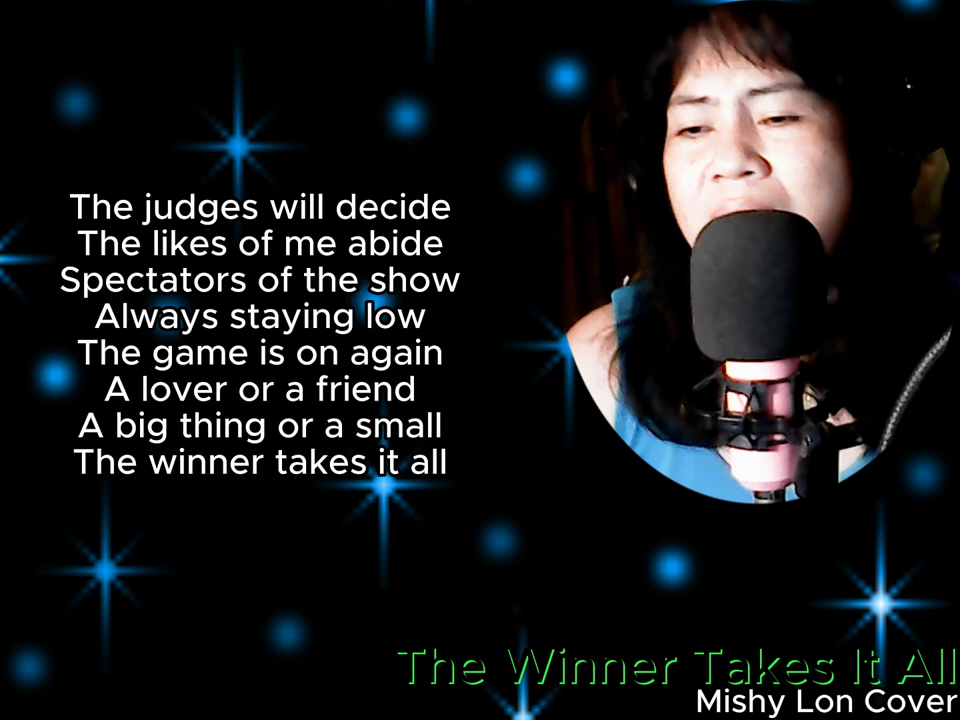 The judges will decide
The likes of me abide
Spectators of the show
Always staying low
The game is on again
A lover or a friend
A big thing or a small
The winner takes it all
The Winner Takes It All
Mishy Lon Cover